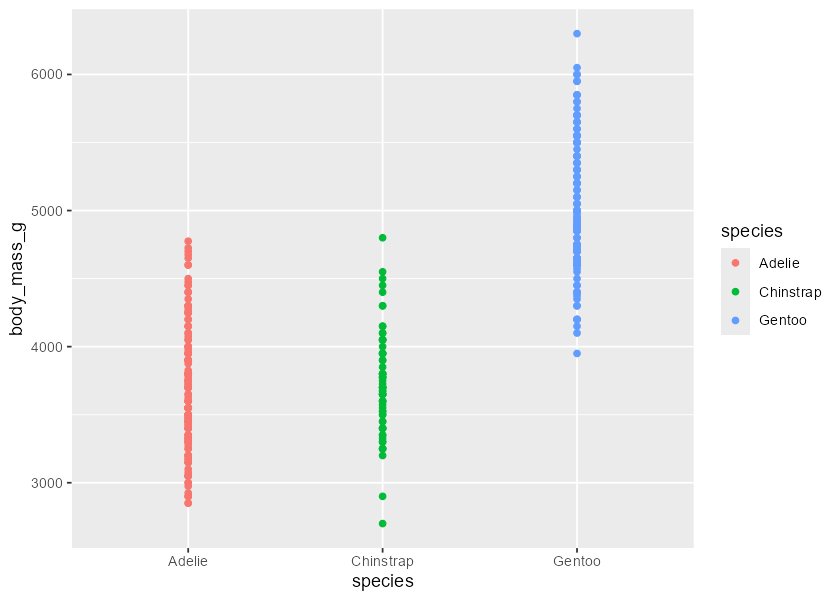 body_mass_g
6000
5000
4000
3000
Adelie
Chinstrap
Gentoo
species
species
Adelie
Chinstrap
Gentoo